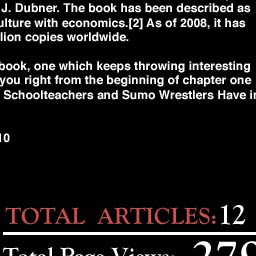 J. Dubner. The book has been described as
ulture with economics.[2] As of 2008, it has
lion copies worldwide.
book, one which keeps throwing interesting
you right from the beginning of chapter one
Schoolteachers and Sumo Wrestlers Have in
10
TOTAL ARTICLES:12
Total Page Views: 279